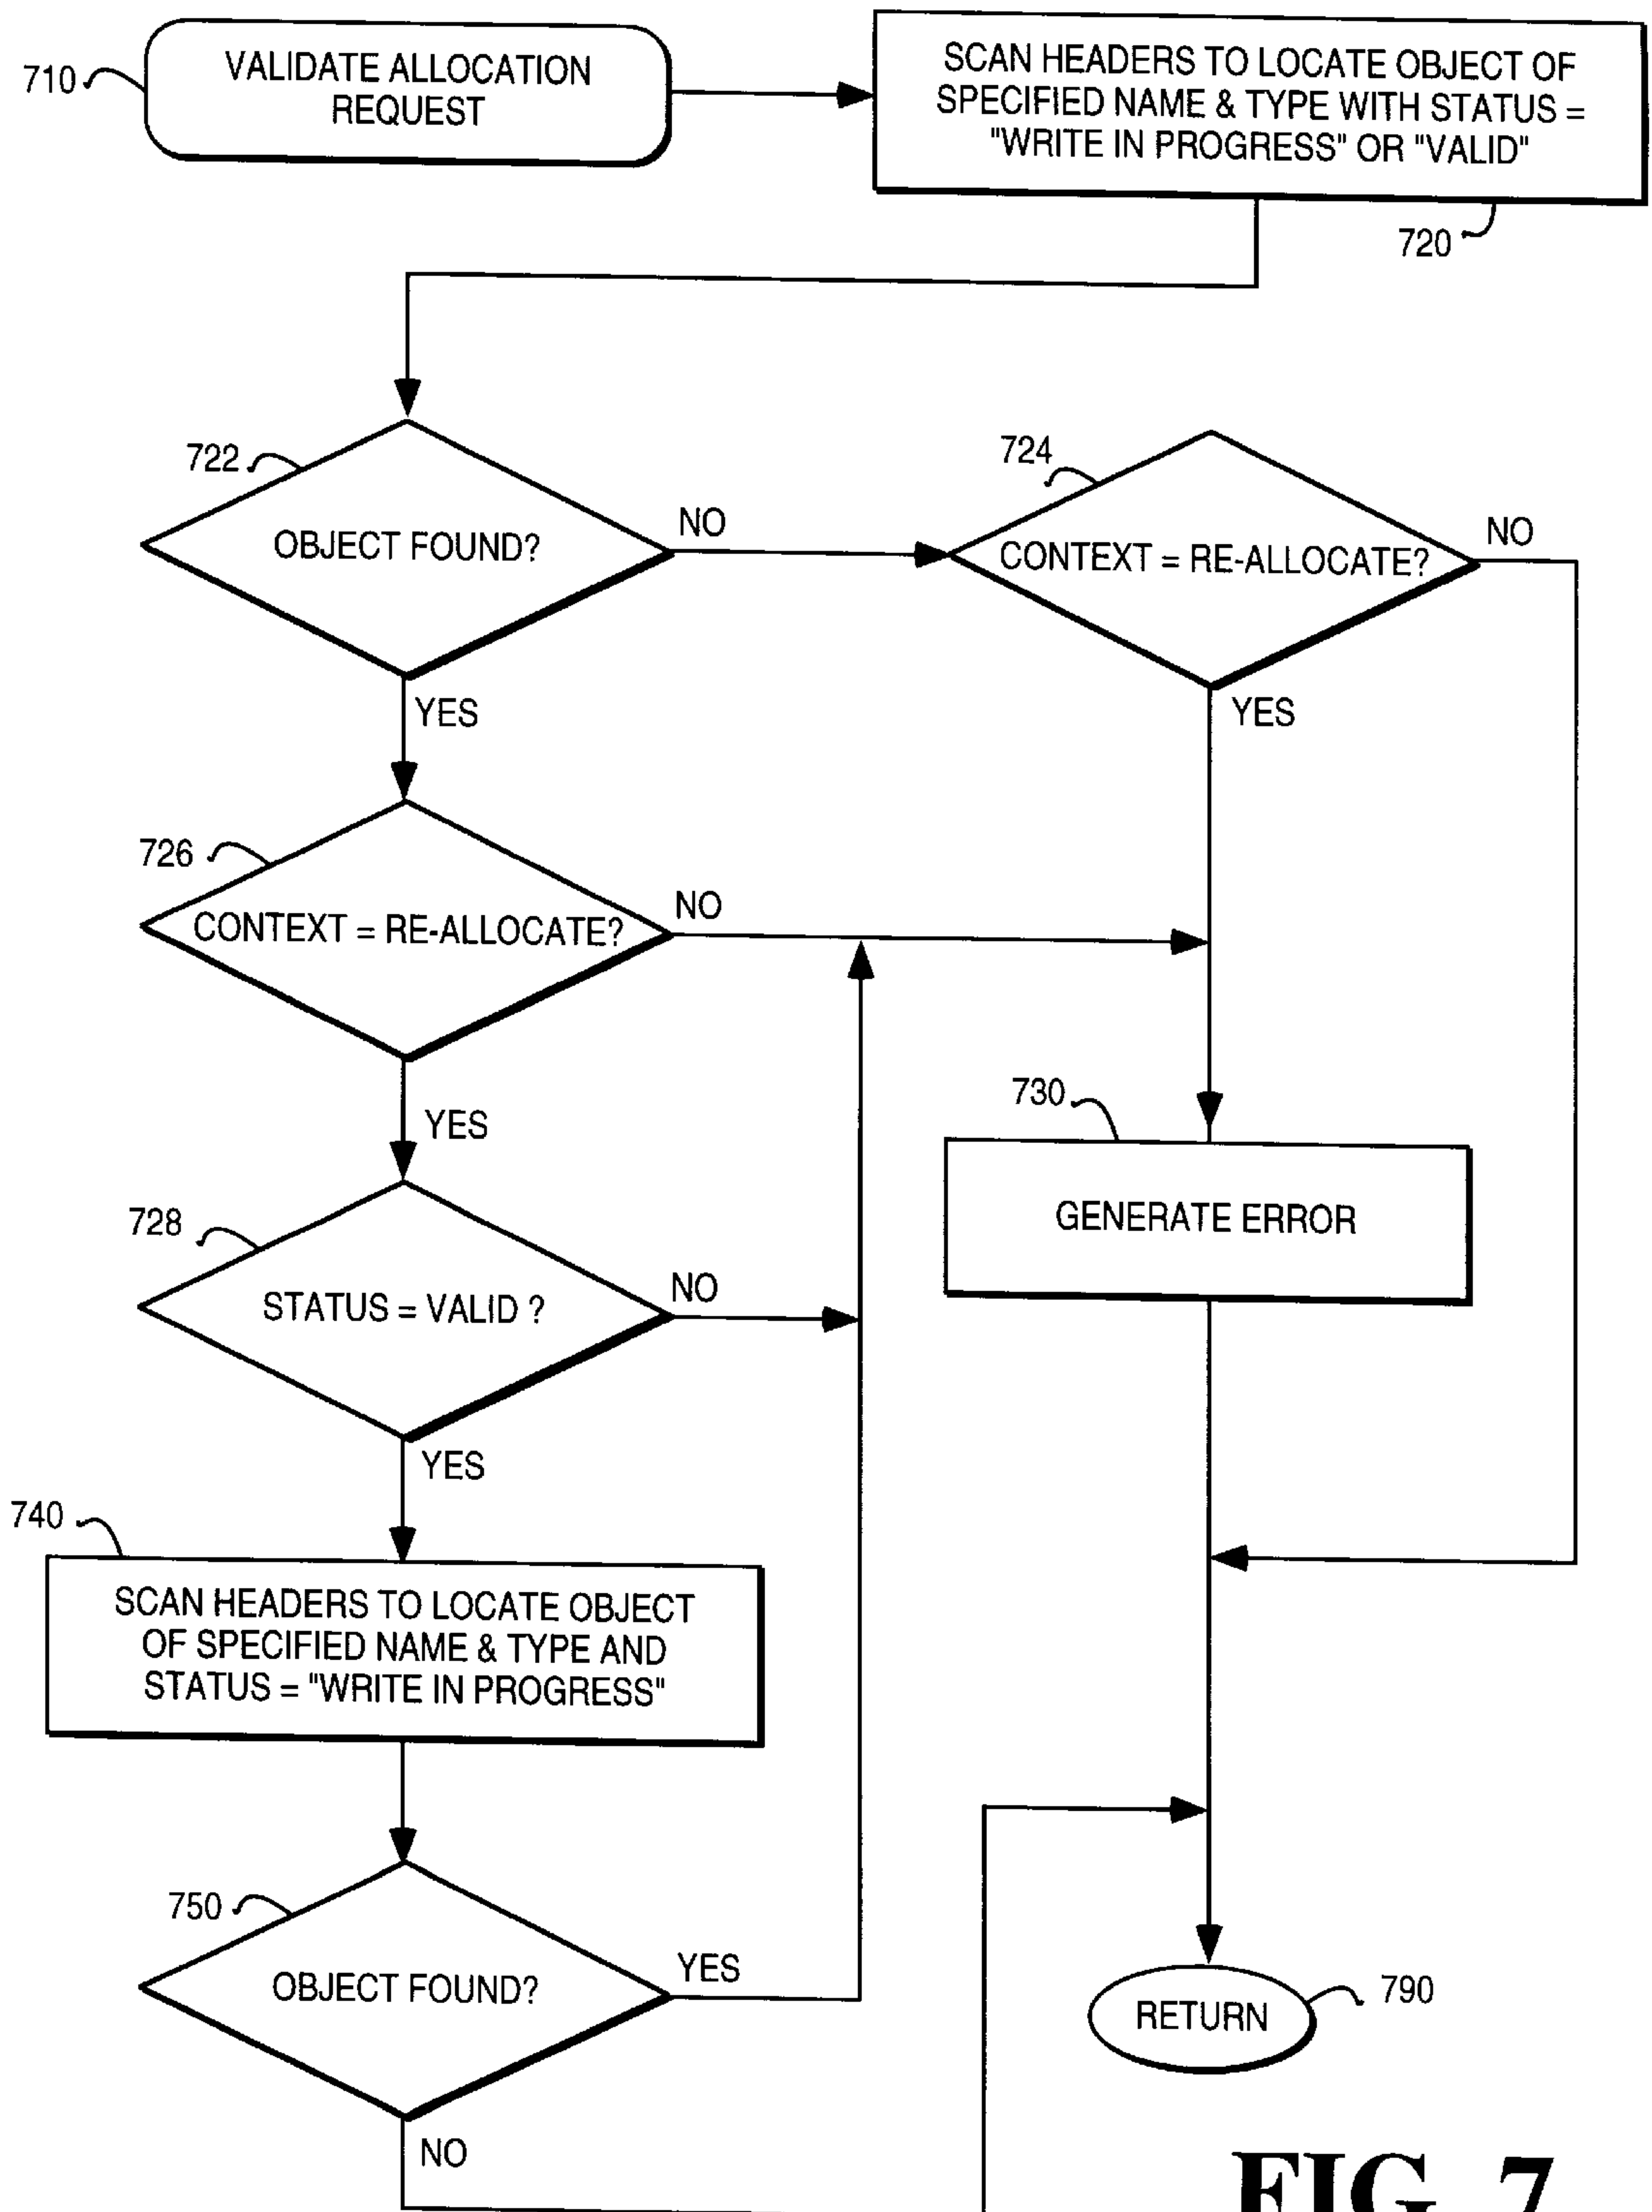 710
VALIDATE ALLOCATION
REQUEST
SCAN HEADERS TO LOCATE OBJECT OF
SPECIFIED NAME & TYPE WITH STATUS =
"WRITE IN PROGRESS" OR "VALID"
720
722
OBJECT FOUND?
NO
YES
724
CONTEXT = RE-ALLOCATE?
NO
YES
726
CONTEXT = RE-ALLOCATE?
NO
YES
728
STATUS = VALID ?
NO
YES
730
GENERATE ERROR
740
SCAN HEADERS TO LOCATE OBJECT
OF SPECIFIED NAME & TYPE AND
STATUS = "WRITE IN PROGRESS"
750
OBJECT FOUND?
YES
NO
RETURN
790
FIG. 7